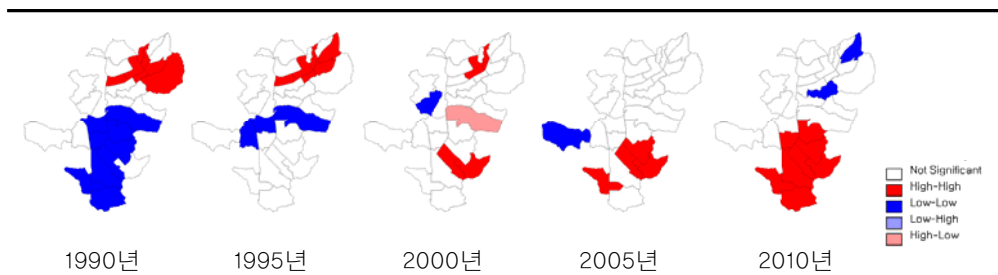 Not Significant
High-High
Low-Low
Low-High
High-Low
1990년
1995년
2000년
2005년
2010년